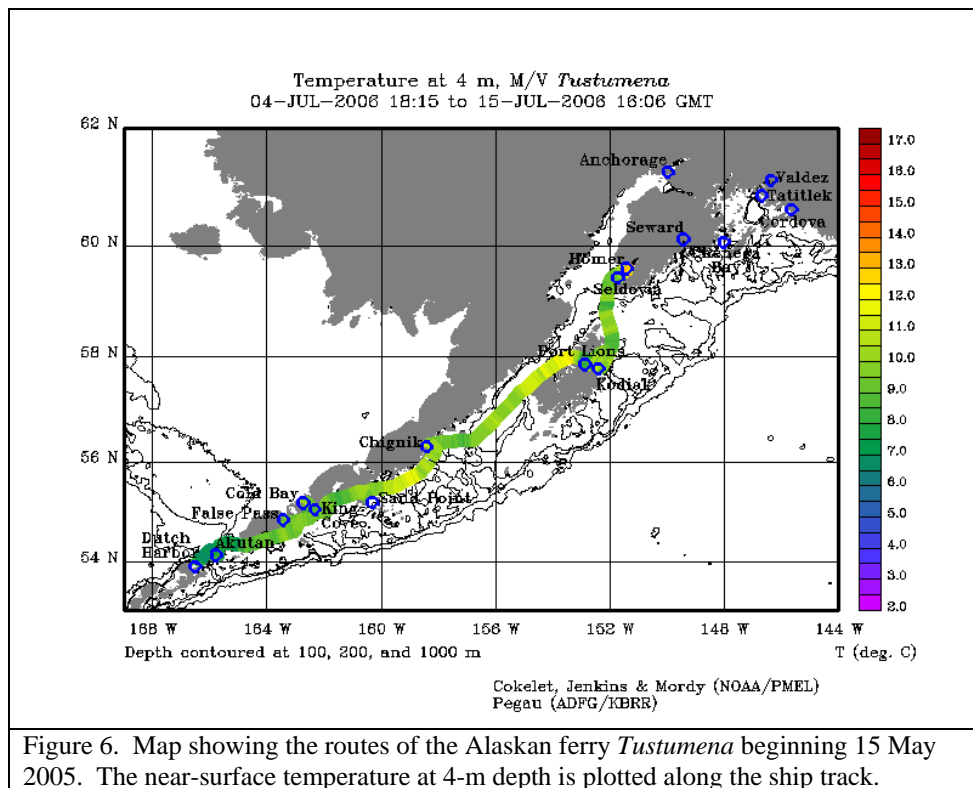 Temperature at 4 m, M/V Tustumena
04-JUL-2006 18:15 to 15-JUL-2006 16:06 GMT
62 N
60 N
58 N
56 N
54 N
Anchorage
Valdez
Tatitlek
Cordova
Seward
Chenega
Bay
Homer
Seldovia
Port Lions
Kodiak
Chignik
Cold Bay
Sand Point
False Pass
King
Cove
Dutch
Harbor
Akutan
17.0
16.0
15.0
14.0
13.0
12.0
11.0
10.0
9.0
8.0
7.0
6.0
5.0
4.0
3.0
2.0
168 W
164 W
160 W
156 W
152 W
148 W
144 W
Depth contoured at 100, 200, and 1000 m
T (deg. C)
Cokelet, Jenkins & Mordy (NOAA/PMEL)
Pegau (ADFG/KBRR)
Figure 6. Map showing the routes of the Alaskan ferry Tustumena beginning 15 May
2005. The near-surface temperature at 4-m depth is plotted along the ship track.